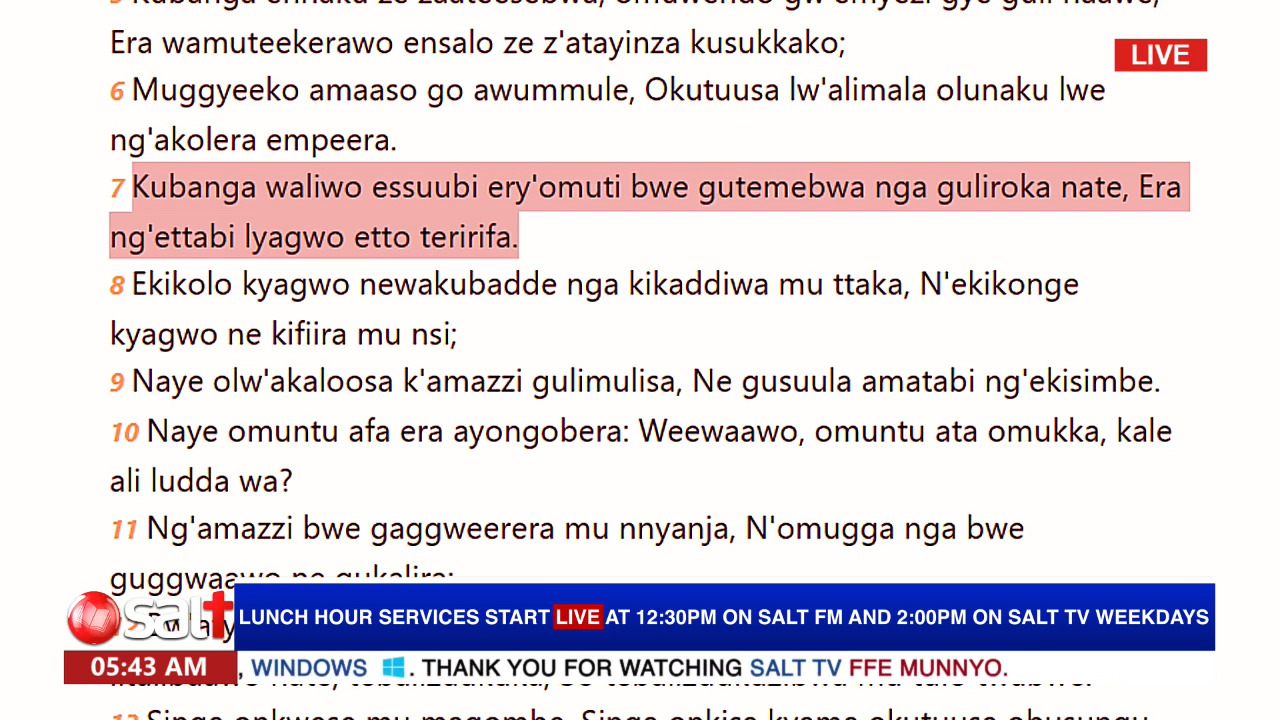 Era wamuteekerawo ensalo ze z'atayinza kusukkako;
LIVE
6 Muggyeeko amaaso go awummule, Okutuusa lw'alimala olunaku lwe
ng'akolera empeera.
7 Kubanga waliwo essuubi ery'omuti bwe gutemebwa nga guliroka nate, Era
ng'ettabi lyagwo etto teririfa.
8 Ekikolo kyagwo newakubadde nga kikaddiwa mu ttaka, N'ekikonge
kyagwo ne kifiira mu nsi;
9 Naye olw'akaloosa k'amazzi gulimulisa, Ne gusuula amatabi ng'ekisimbe.
10 Naye omuntu afa era ayongobera: Weewaawo, omuntu ata omukka, kale
ali ludda wa?
11 Ng'amazzi bwe gaggweerera mu nnyanja, N'omugga nga bwe
guggwaawo ne gukalira;
salt
LUNCH HOUR SERVICES START LIVE AT 12:30PM ON SALT FM AND 2:00PM ON SALT TV WEEKDAYS
05:43 AM
, WINDOWS . THANK YOU FOR WATCHING SALT TV FFE MUNNYO.